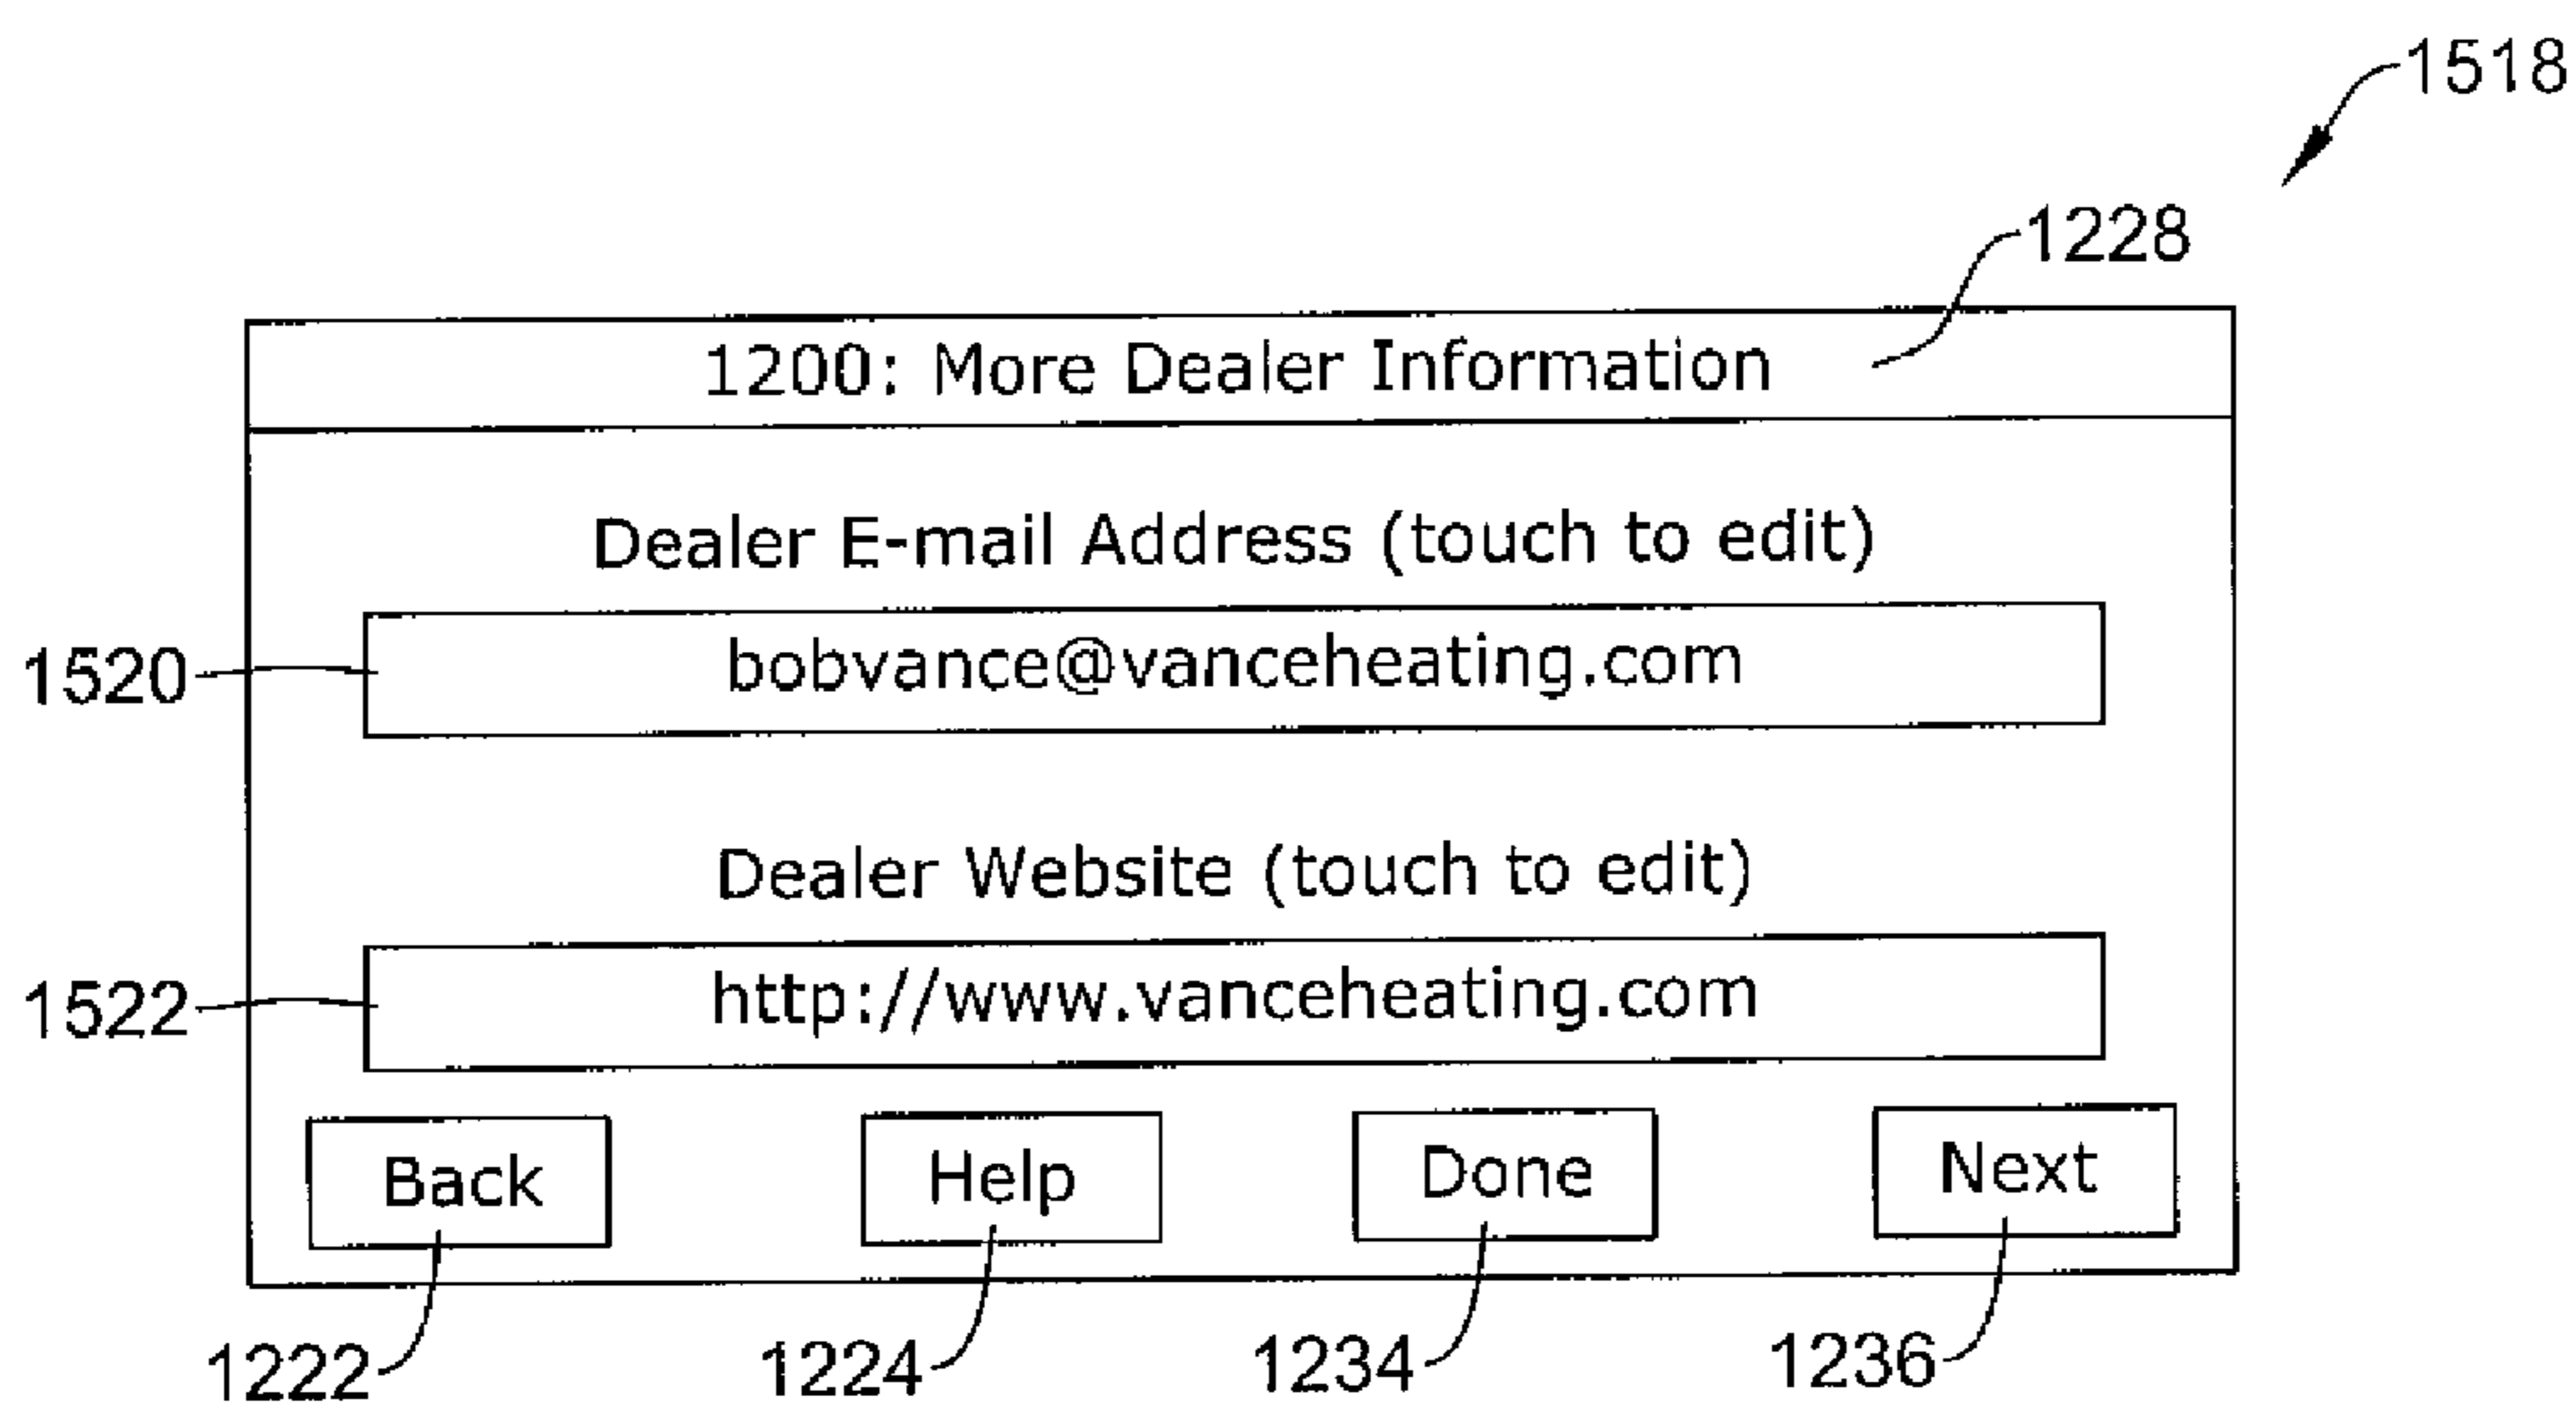 1518
1228
1200: More Dealer Information
Dealer E-mail Address (touch to edit)
1520
bobvance@vanceheating.com
Dealer Website (touch to edit)
1522
http://www.vanceheating.com
Back Help Done Next
1222 1224 1234 1236